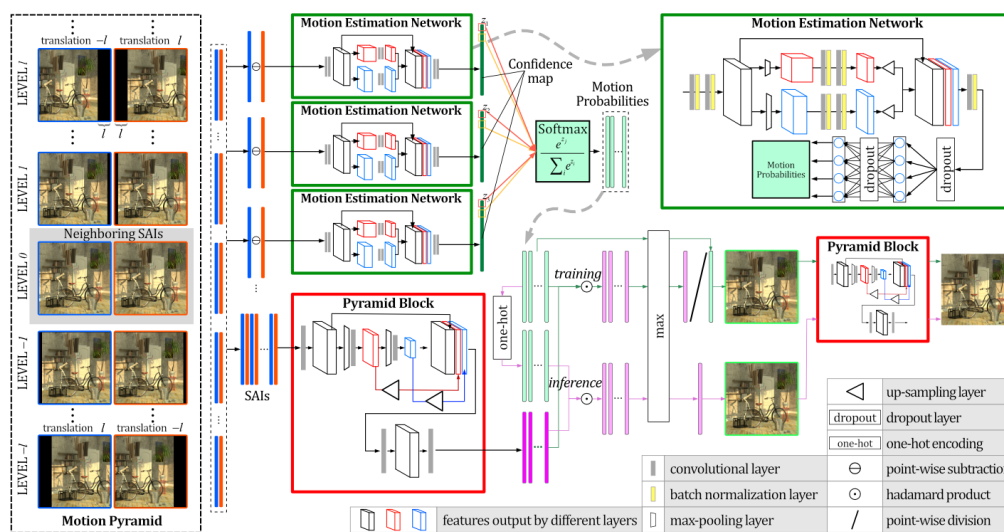 translation −l
translation l
LEVEL l
l
l
LEVEL 1
Neighboring SAIs
LEVEL 0
LEVEL −1
translation l
translation −l
LEVEL −l
Motion Pyramid
SAIs
Motion Estimation Network
Motion Estimation Network
Motion Estimation Network
Confidence
map
Softmax
Motion
Probabilities
Motion Estimation Network
Motion
Probabilities
dropout
dropout
Pyramid Block
one-hot
training
inference
max
Pyramid Block
up-sampling layer
dropout
dropout layer
one-hot
one-hot encoding
convolutional layer
point-wise subtraction
batch normalization layer
hadamard product
features output by different layers
max-pooling layer
point-wise division